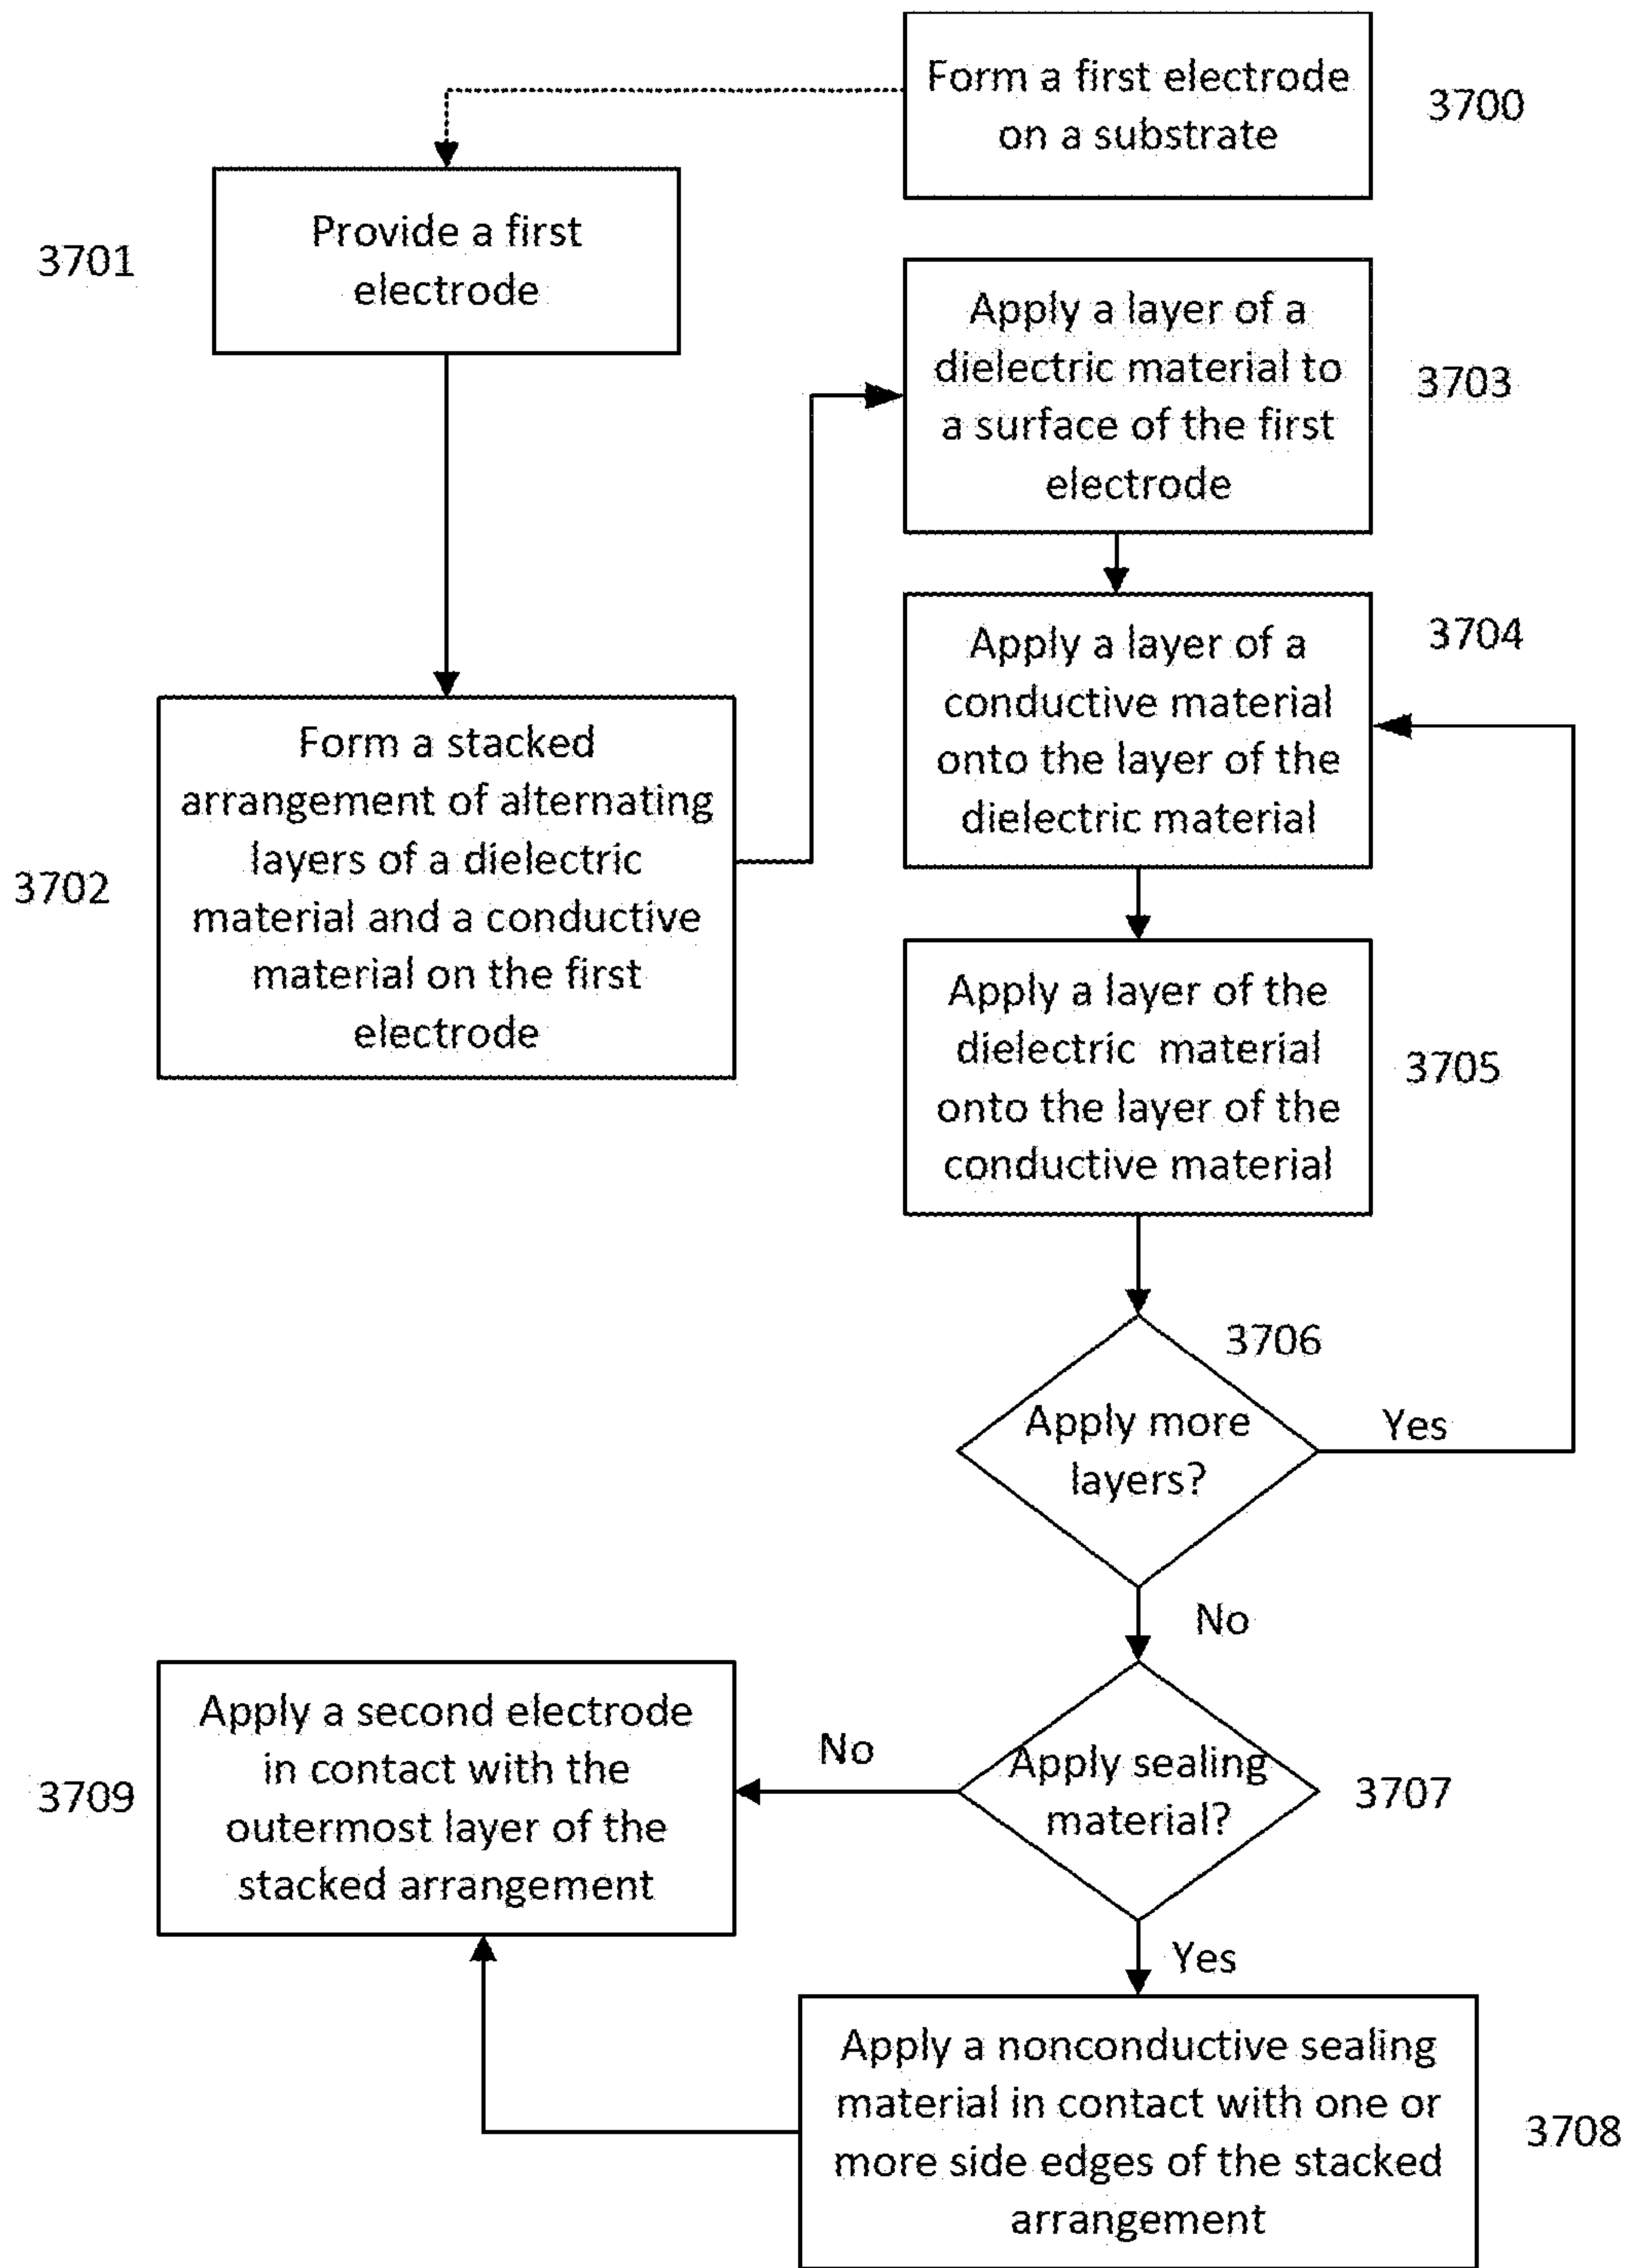 Form a first electrode
on a substrate
3700
Provide a first
electrode
3701
Apply a layer of a
dielectric material to
a surface of the first
electrode
3703
Apply a layer of a
conductive material
onto the layer of the
dielectric material
3704
Form a stacked
arrangement of alternating
layers of a dielectric
material and a conductive
material on the first
electrode
3702
Apply a layer of the
dielectric material
onto the layer of the
conductive material
3705
3706
Apply more
layers?
Yes
No
Apply sealing
material?
3707
No
Apply a second electrode
in contact with the
outermost layer of the
stacked arrangement
3709
Yes
Apply a nonconductive sealing
material in contact with one or
more side edges of the stacked
arrangement
3708